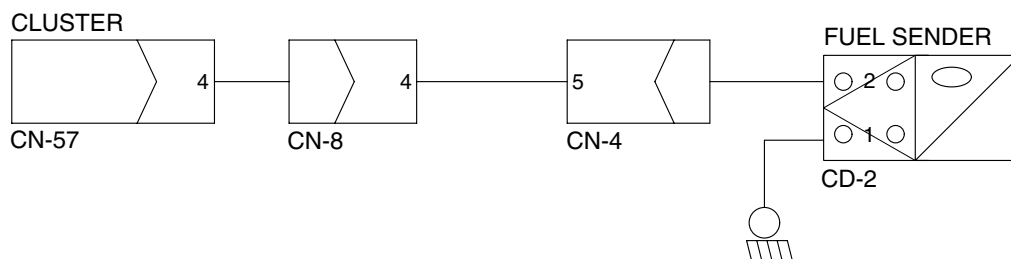 CLUSTER
FUEL SENDER
4
4
5
2
1
CN-57
CN-8
CN-4
CD-2